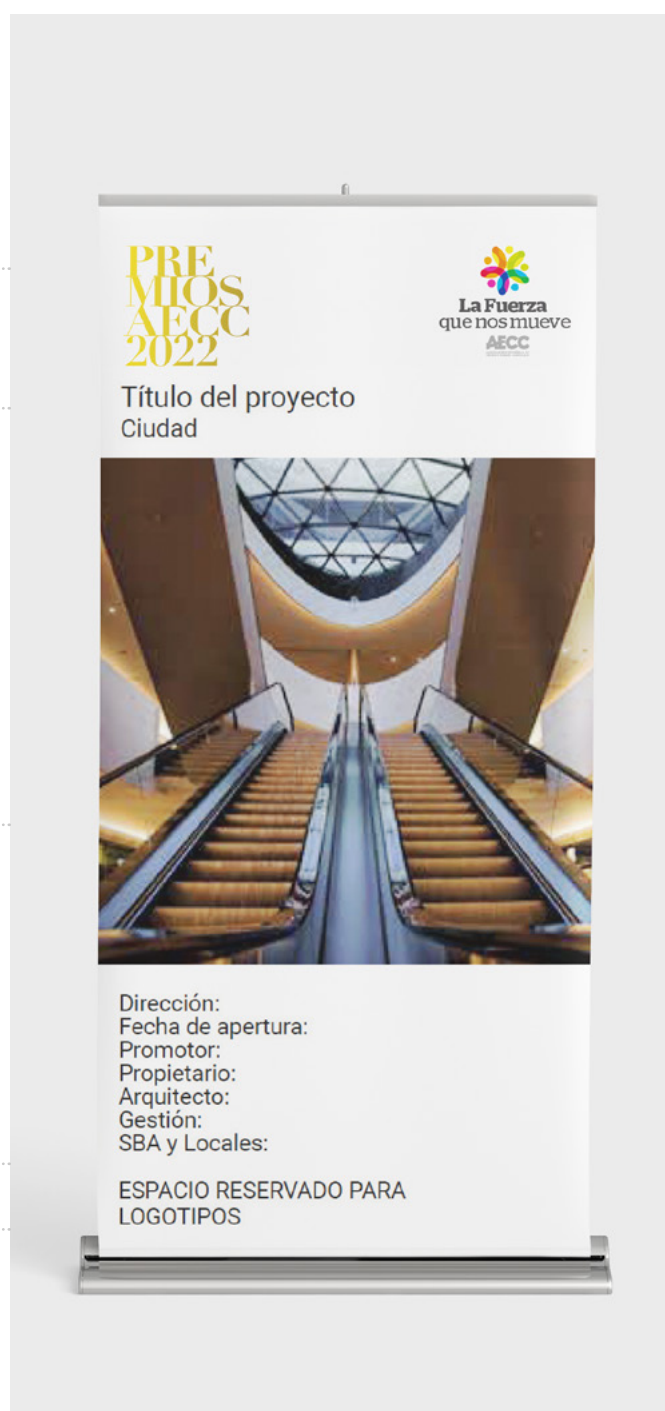 PRE
MIOS
AECC
2022
La Fuerza
que nos mueve
AECC
Título del proyecto
Ciudad
Dirección:
Fecha de apertura:
Promotor:
Propietario:
Arquitecto:
Gestión:
SBA y Locales:
ESPACIO RESERVADO PARA
LOGOTIPOS